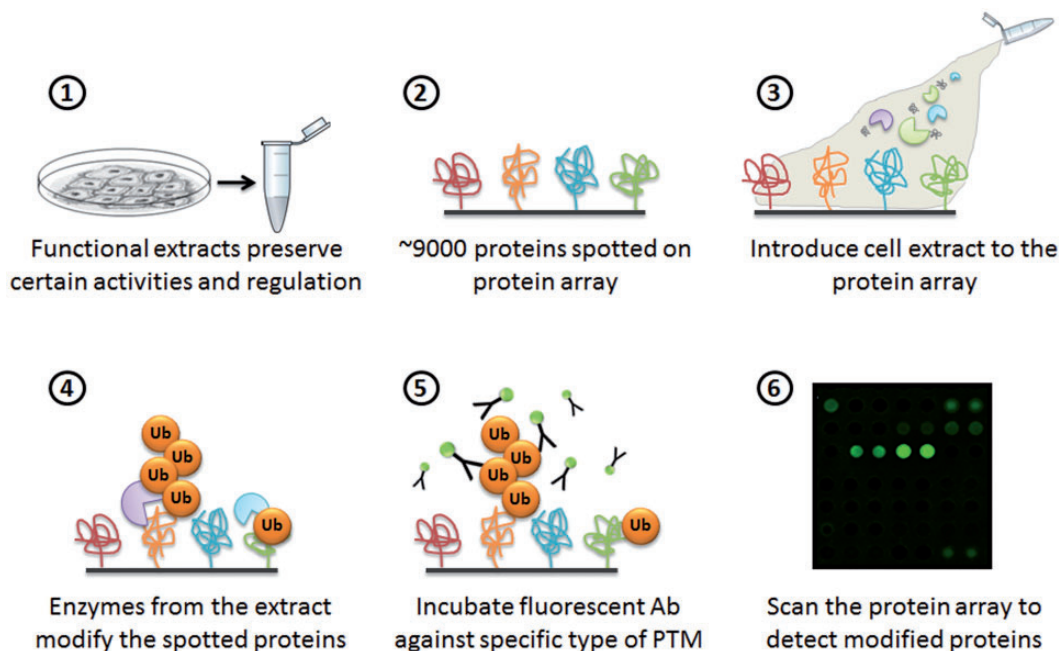 1
2
3
Functional extracts preserve
certain activities and regulation
~9000 proteins spotted on
protein array
Introduce cell extract to the
protein array
4
5
6
Ub
Ub
Ub
Ub
Ub
Ub
Ub
Ub
Ub
Ub
Enzymes from the extract
modify the spotted proteins
Incubate fluorescent Ab
against specific type of PTM
Scan the protein array to
detect modified proteins